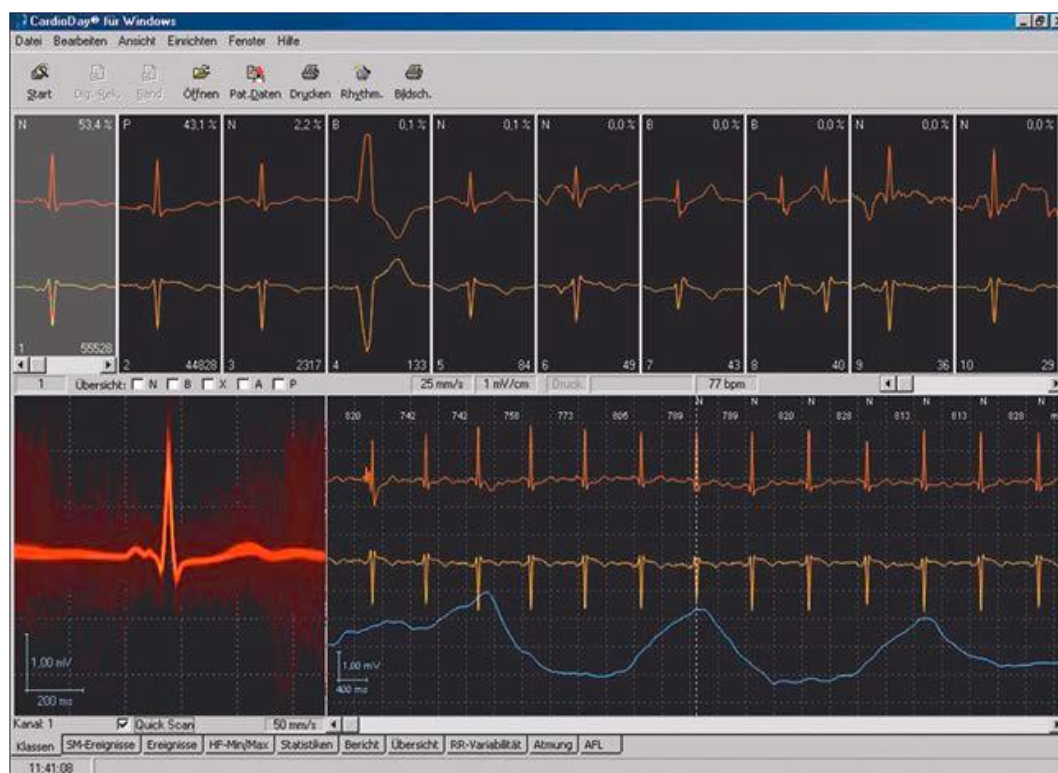 CardioDay® für Windows
Datei Bearbeiten Ansicht Einrichten Fenster Hilfe
Start Dig.-Rek. Band Öffnen Pat.Daten Drucken Rhythm. Bildsch.
N 53,4 % P 43,1 % N 2,2 % B 0,1 % N 0,1 % N 0,0 % B 0,0 % B 0,0 % N 0,0 % N 0,0 %
1 55528 2 44828 3 2317 4 133 5 84 6 49 7 43 8 40 9 36 10 29
1 Übersicht: N B X A P 25 mm/s 1 mV/cm Druck 77 bpm
N N N N N N N
820 742 742 758 773 805 789 789 820 828 813 813 828 m
1,00 mV
200 ms
1,00 mV
400 ms
Kanal: 1 Quick Scan 50 mm/s
Klassen SM-Ereignisse Ereignisse HF-Min/Max Statistiken Bericht Übersicht RR-Variabilität Atmung AFL
11:41:08